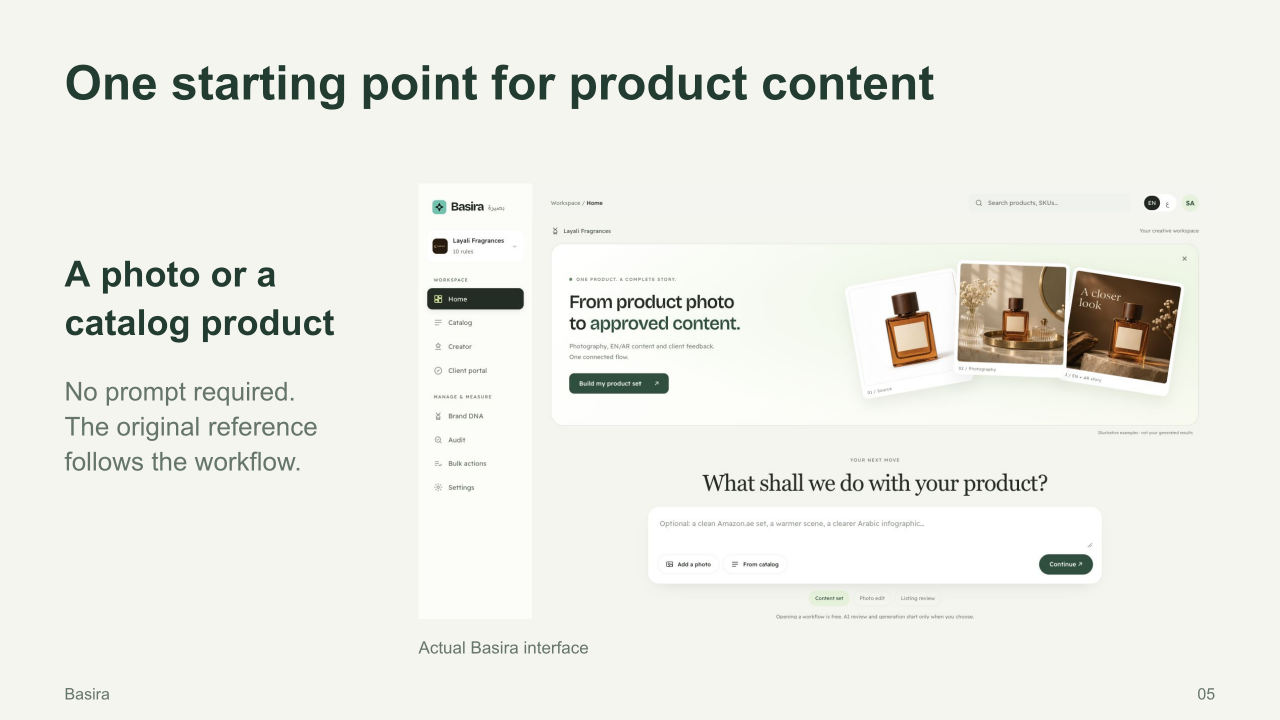 One starting point for product content
A photo or a
catalog product
No prompt required.
The original reference
follows the workflow.
Basira بصيرة
Layali Fragrances
10 rules
WORKSPACE
Home
Catalog
Creator
Client portal
MANAGE & MEASURE
Brand DNA
Audit
Bulk actions
Settings
Workspace / Home
Search products, SKUs...
EN
ع
SA
Layali Fragrances
Your creative workspace
ONE PRODUCT. A COMPLETE STORY.
From product photo
to approved content.
Photography, EN/AR content and client feedback.
One connected flow.
Build my product set
01 / Source
02 / Photography
A closer
look
3 / EN + AR story
Illustrative examples · not your generated results
YOUR NEXT MOVE
What shall we do with your product?
Optional: a clean Amazon.ae set, a warmer scene, a clearer Arabic infographic...
Add a photo
From catalog
Continue
Content set
Photo edit
Listing review
Opening a workflow is free. AI review and generation start only when you choose.
Actual Basira interface
Basira
05